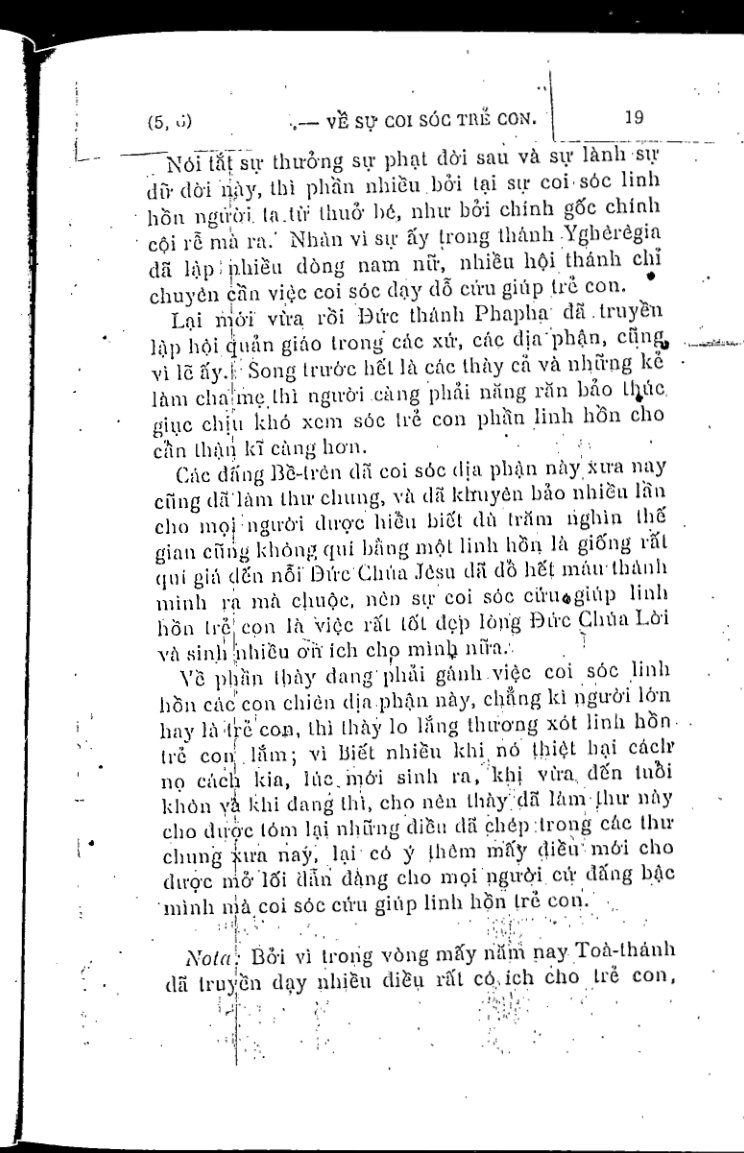 (5, 6) — VỀ SỰ COI SÓC TRẺ CON. 19
Nói tắt sự thưởng sự phạt đời sau và sự lành sự
dữ đời này, thì phần nhiều bởi tại sự coi sóc linh
hồn người ta từ thuở bé, như bởi chính gốc chính
cội rễ mà ra. Nhân vì sự ấy trong thánh Yghêrêgia
đã lập nhiều dòng nam nữ, nhiều hội thánh chỉ
chuyên cần việc coi sóc dạy dỗ cứu giúp trẻ con.
Lại mới vừa rồi Đức thánh Phapha đã truyền
lập hội quản giáo trong các xứ, các địa phận, cũng
vì lẽ ấy. Song trước hết là các thày cả và những kẻ
làm cha mẹ thì người càng phải năng răn bảo thúc
giục chịu khó xem sóc trẻ con phần linh hồn cho
cẩn thận kĩ càng hơn.
Các đấng Bề-trên đã coi sóc địa phận này xưa nay
cũng đã làm thư chung, và đã khuyên bảo nhiều lần
cho mọi người được hiểu biết dù trăm nghìn thế
gian cũng không quí bằng một linh hồn là giống rất
quí giá đến nỗi Đức Chúa Jêsu đã đổ hết máu thánh
mình ra mà chuộc, nên sự coi sóc cứu giúp linh
hồn trẻ con là việc rất tốt đẹp lòng Đức Chúa Lời
và sinh nhiều ơn ích cho mình nữa.
Về phần thày đang phải gánh việc coi sóc linh
hồn các con chiên địa phận này, chẳng kì người lớn
hay là trẻ con, thì thày lo lắng thương xót linh hồn
trẻ con lắm; vì biết nhiều khi nó thiệt hại cách
nọ cách kia, lúc mới sinh ra, khi vừa đến tuổi
khôn và khi đang thì, cho nên thày đã làm thư này
cho được tóm lại những điều đã chép trong các thư
chung xưa nay, lại có ý thêm mấy điều mới cho
được mở lối dẫn đàng cho mọi người cứ đấng bậc
mình mà coi sóc cứu giúp linh hồn trẻ con.
Nota: Bởi vì trong vòng mấy năm nay Toà-thánh
đã truyền dạy nhiều điều rất có ích cho trẻ con,